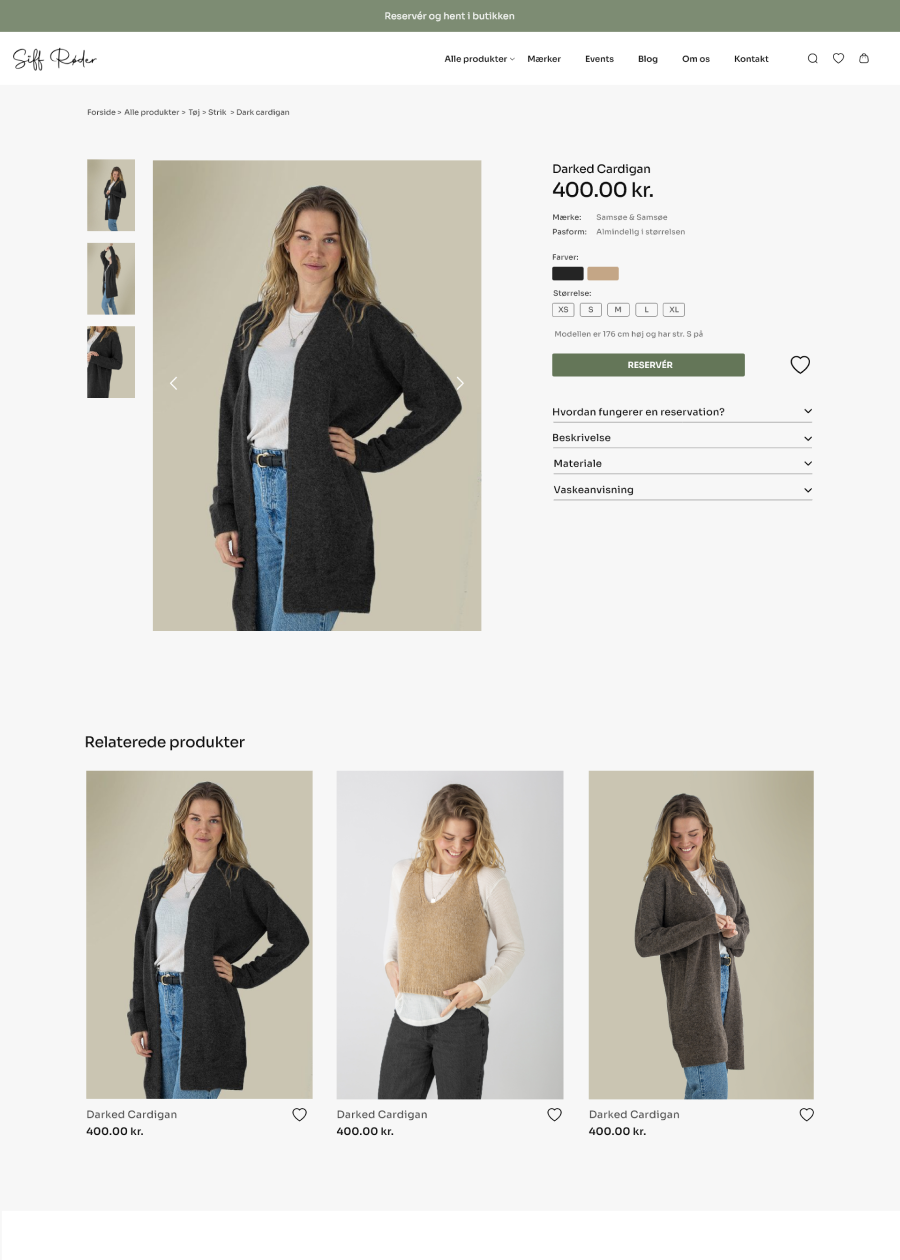 Reservér og hent i butikken
Siff Røder
Alle produkter Mærker Events Blog Om os Kontakt
Forside > Alle produkter > Tøj > Strik > Dark cardigan
Darked Cardigan
400.00 kr.
Mærke: Samsøe & Samsøe
Pasform: Almindelig i størrelsen
Farver:
Størrelse:
XS S M L XL
Modellen er 176 cm høj og har str. S på
RESERVÉR
Hvordan fungerer en reservation?
Beskrivelse
Materiale
Vaskeanvisning
Relaterede produkter
Darked Cardigan
400.00 kr.
Darked Cardigan
400.00 kr.
Darked Cardigan
400.00 kr.